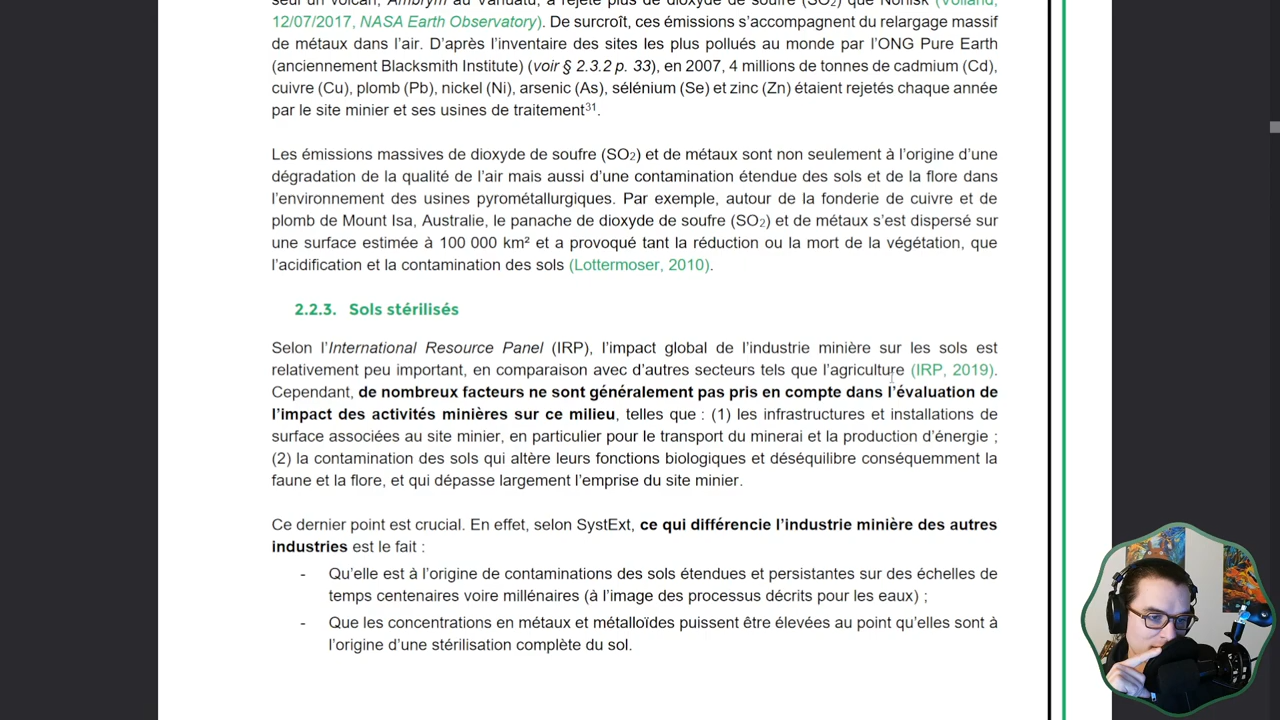 seul un volcan, Ambrym au Vanuatu, a rejeté plus de dioxyde de soufre (SO2) que Norilsk (Voiland,
12/07/2017, NASA Earth Observatory). De surcroît, ces émissions s’accompagnent du relargage massif
de métaux dans l’air. D’après l’inventaire des sites les plus pollués au monde par l’ONG Pure Earth
(anciennement Blacksmith Institute) (voir § 2.3.2 p. 33), en 2007, 4 millions de tonnes de cadmium (Cd),
cuivre (Cu), plomb (Pb), nickel (Ni), arsenic (As), sélénium (Se) et zinc (Zn) étaient rejetés chaque année
par le site minier et ses usines de traitement³¹.
Les émissions massives de dioxyde de soufre (SO2) et de métaux sont non seulement à l’origine d’une
dégradation de la qualité de l’air mais aussi d’une contamination étendue des sols et de la flore dans
l’environnement des usines pyrométallurgiques. Par exemple, autour de la fonderie de cuivre et de
plomb de Mount Isa, Australie, le panache de dioxyde de soufre (SO2) et de métaux s’est dispersé sur
une surface estimée à 100 000 km² et a provoqué tant la réduction ou la mort de la végétation, que
l’acidification et la contamination des sols (Lottermoser, 2010).
2.2.3. Sols stérilisés
Selon l’International Resource Panel (IRP), l’impact global de l’industrie minière sur les sols est
relativement peu important, en comparaison avec d’autres secteurs tels que l’agriculture (IRP, 2019).
Cependant, de nombreux facteurs ne sont généralement pas pris en compte dans l’évaluation de
l’impact des activités minières sur ce milieu, telles que : (1) les infrastructures et installations de
surface associées au site minier, en particulier pour le transport du minerai et la production d’énergie ;
(2) la contamination des sols qui altère leurs fonctions biologiques et déséquilibre conséquemment la
faune et la flore, et qui dépasse largement l’emprise du site minier.
Ce dernier point est crucial. En effet, selon SystExt, ce qui différencie l’industrie minière des autres
industries est le fait :
- Qu’elle est à l’origine de contaminations des sols étendues et persistantes sur des échelles de
temps centenaires voire millénaires (à l’image des processus décrits pour les eaux) ;
- Que les concentrations en métaux et métalloïdes puissent être élevées au point qu’elles sont à
l’origine d’une stérilisation complète du sol.